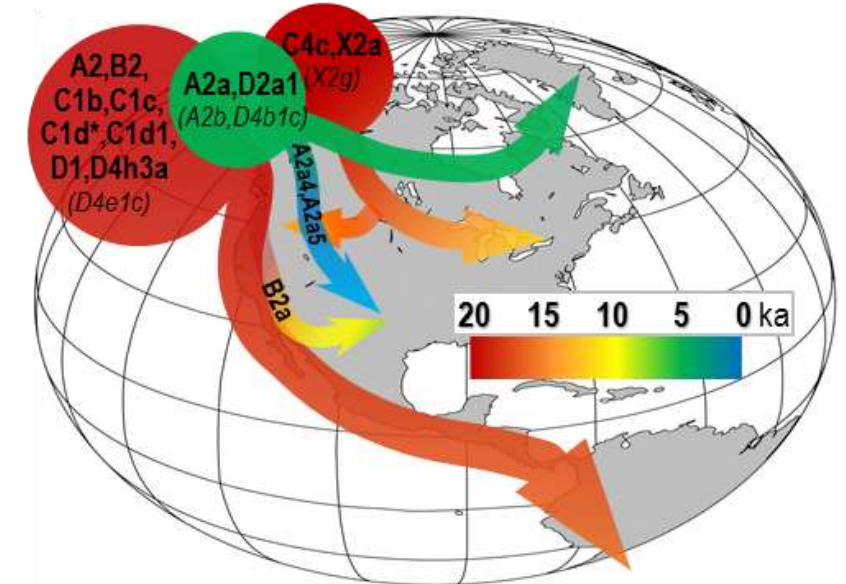 A2,B2,
C1b,C1c,
C1d*,C1d1,
D1,D4h3a
(D4e1c)
A2a,D2a1
(A2b,D4b1c)
C4c,X2a
(X2g)
A2a4,A2a5
B2a
20 15 10 5 0 ka